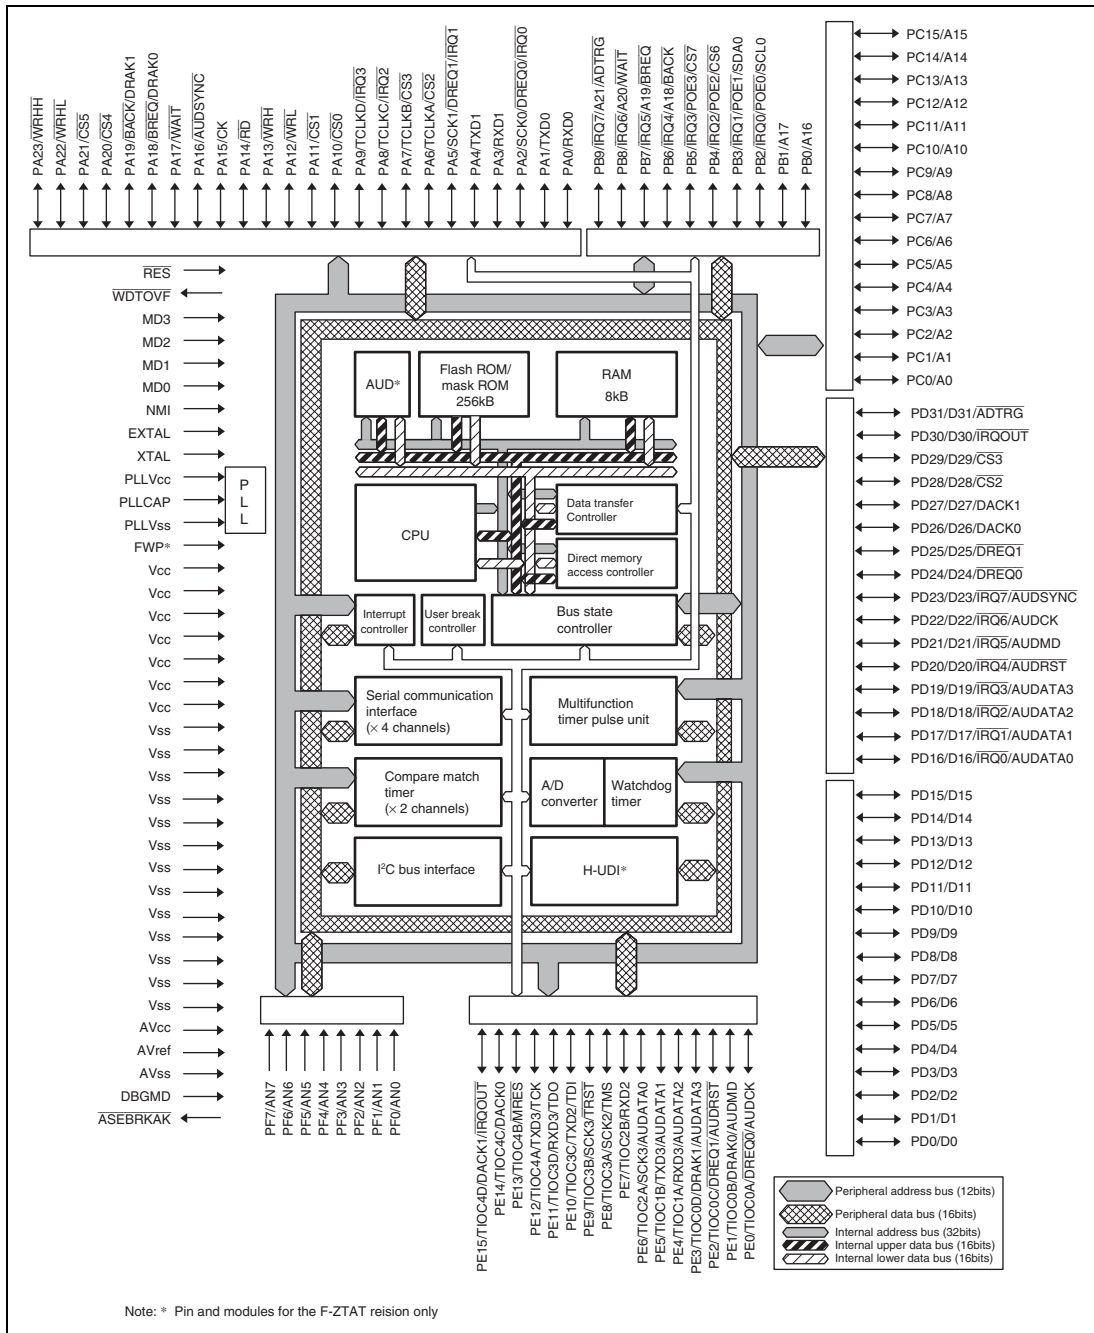 PA23/WRHH
PA22/WRHL
PA21/CS5
PA20/CS4
PA19/BACK/DRAK1
PA18/BREQ/DRAK0
PA17/WAIT
PA16/AUDSYNC
PA15/CK
PA14/RD
PA13/WRH
PA12/WRL
PA11/CS1
PA10/CS0
PA9/TCLKD/IRQ3
PA8/TCLKC/IRQ2
PA7/TCLKB/CS3
PA6/TCLKA/CS2
PA5/SCK1/DREQ1/IRQ1
PA4/TXD1
PA3/RXD1
PA2/SCK0/DREQ0/IRQ0
PA1/TXD0
PA0/RXD0
PB9/IRQ7/A21/ADTRG
PB8/IRQ6/A20/WAIT
PB7/IRQ5/A19/BREQ
PB6/IRQ4/A18/BACK
PB5/IRQ3/POE3/CS7
PB4/IRQ2/POE2/CS6
PB3/IRQ1/POE1/SDA0
PB2/IRQ0/POE0/SCL0
PB1/A17
PB0/A16
PC15/A15
PC14/A14
PC13/A13
PC12/A12
PC11/A11
PC10/A10
PC9/A9
PC8/A8
PC7/A7
PC6/A6
PC5/A5
PC4/A4
PC3/A3
PC2/A2
PC1/A1
PC0/A0
RES
WDTOVF
MD3
MD2
MD1
MD0
NMI
EXTAL
XTAL
PLLVcc
PLLCAP
PLLVss
FWP*
Vcc
Vcc
Vcc
Vcc
Vcc
Vcc
Vcc
Vss
Vss
Vss
Vss
Vss
Vss
Vss
Vss
Vss
Vss
Vss
Vss
Vss
AVcc
AVref
AVss
DBGMD
ASEBRKAK
P
L
L
AUD*
Flash ROM/
mask ROM
256kB
RAM
8kB
CPU
Data transfer
Controller
Direct memory
access controller
Interrupt
controller
User break
controller
Bus state
controller
Serial communication
interface
(× 4 channels)
Multifunction
timer pulse unit
Compare match
timer
(× 2 channels)
A/D
converter
Watchdog
timer
I²C bus interface
H-UDI*
PD31/D31/ADTRG
PD30/D30/IRQOUT
PD29/D29/CS3
PD28/D28/CS2
PD27/D27/DACK1
PD26/D26/DACK0
PD25/D25/DREQ1
PD24/D24/DREQ0
PD23/D23/IRQ7/AUDSYNC
PD22/D22/IRQ6/AUDCK
PD21/D21/IRQ5/AUDMD
PD20/D20/IRQ4/AUDRST
PD19/D19/IRQ3/AUDATA3
PD18/D18/IRQ2/AUDATA2
PD17/D17/IRQ1/AUDATA1
PD16/D16/IRQ0/AUDATA0
PD15/D15
PD14/D14
PD13/D13
PD12/D12
PD11/D11
PD10/D10
PD9/D9
PD8/D8
PD7/D7
PD6/D6
PD5/D5
PD4/D4
PD3/D3
PD2/D2
PD1/D1
PD0/D0
PF7/AN7
PF6/AN6
PF5/AN5
PF4/AN4
PF3/AN3
PF2/AN2
PF1/AN1
PF0/AN0
PE15/TIOC4D/DACK1/IRQOUT
PE14/TIOC4C/DACK0
PE13/TIOC4B/MRES
PE12/TIOC4A/TXD3/TCK
PE11/TIOC3D/RXD3/TDO
PE10/TIOC3C/TXD2/TDI
PE9/TIOC3B/SCK3/TRST
PE8/TIOC3A/SCK2/TMS
PE7/TIOC2B/RXD2
PE6/TIOC2A/SCK3/AUDATA0
PE5/TIOC1B/TXD3/AUDATA1
PE4/TIOC1A/RXD3/AUDATA2
PE3/TIOC0D/DRAK1/AUDATA3
PE2/TIOC0C/DREQ1/AUDRST
PE1/TIOC0B/DRAK0/AUDMD
PE0/TIOC0A/DREQ0/AUDCK
Peripheral address bus (12bits)
Peripheral data bus (16bits)
Internal address bus (32bits)
Internal upper data bus (16bits)
Internal lower data bus (16bits)
Note: * Pin and modules for the F-ZTAT reision only